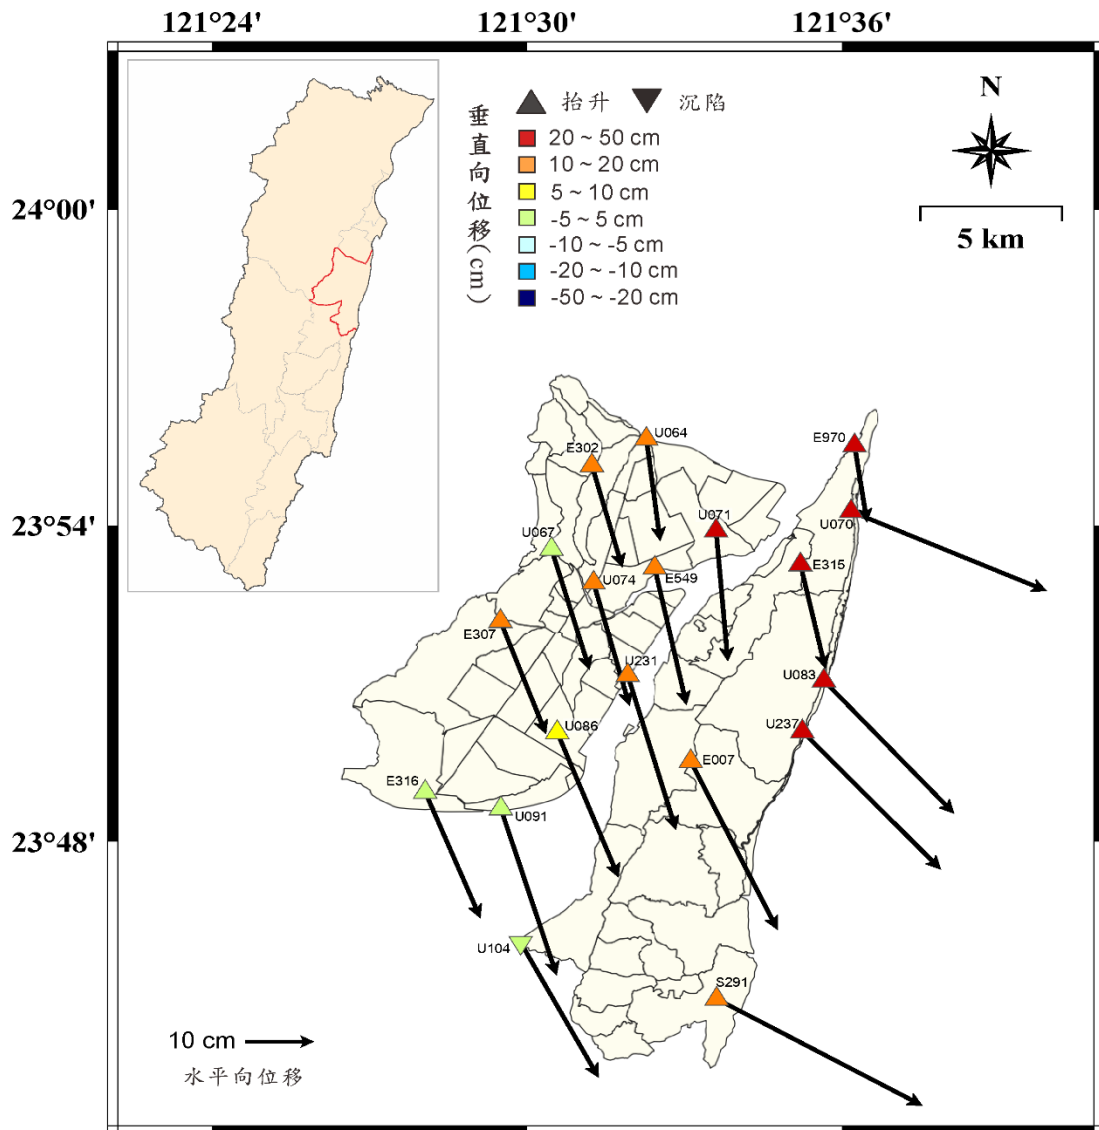 121°24'
121°30'
121°36'
24°00'
23°54'
23°48'
垂直向位移(cm)
抬升
沉陷
20 ~ 50 cm
10 ~ 20 cm
5 ~ 10 cm
-5 ~ 5 cm
-10 ~ -5 cm
-20 ~ -10 cm
-50 ~ -20 cm
N
5 km
U064
E970
E302
U071
U070
U067
E315
U074
E549
E307
U231
U083
U086
U237
E007
E316
U091
U104
S291
10 cm
水平向位移